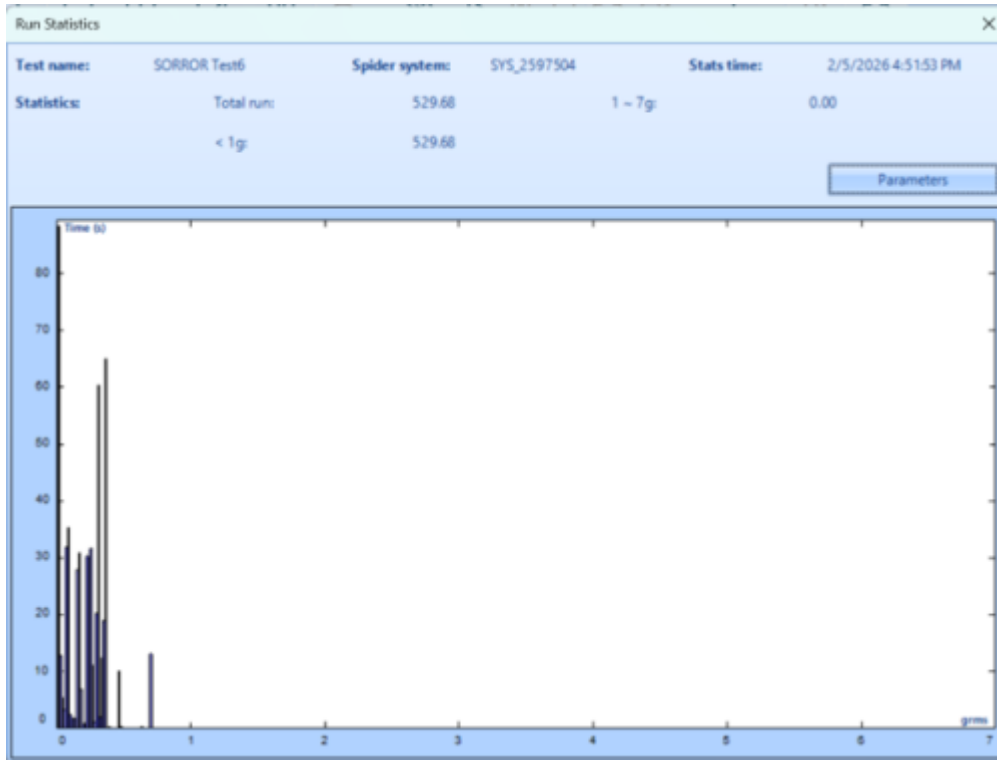 Run Statistics
Test name: SORROR Test6 Spider system: SYS_2597504 Stats time: 2/5/2026 4:51:53 PM
Statistics: Total run: 529.68 1 ~ 7g: 0.00
< 1g: 529.68
Parameters
Time (s)
80
70
60
50
40
30
20
10
0
grms
0 1 2 3 4 5 6 7